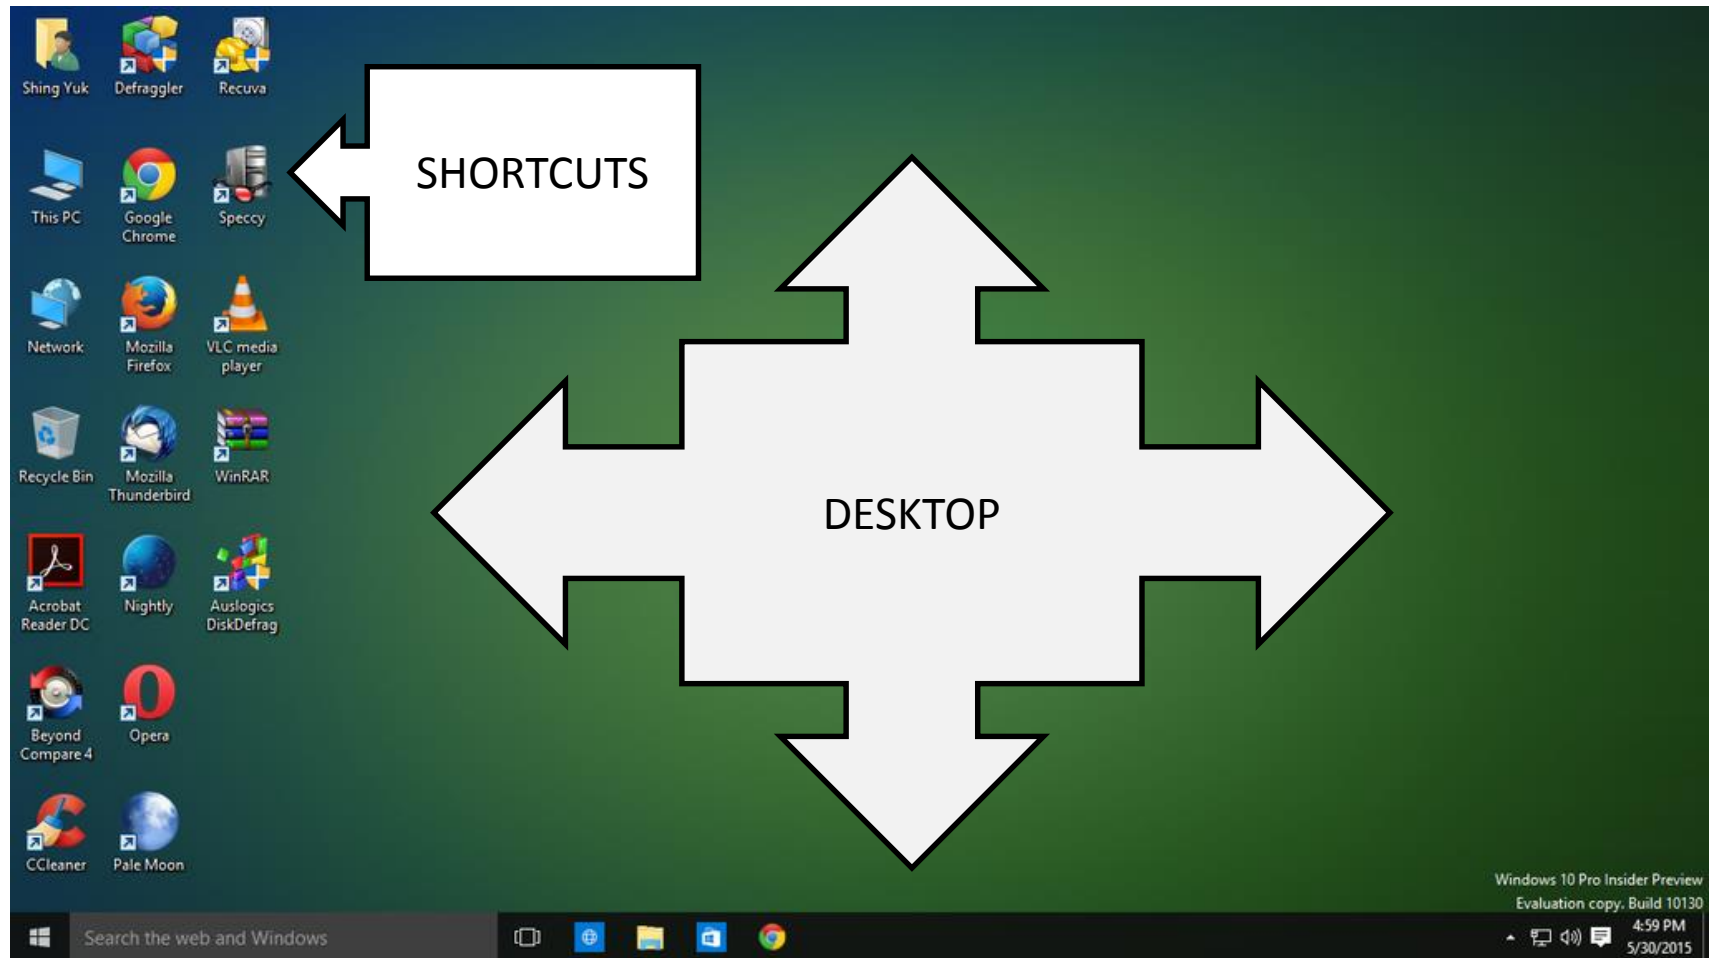 Shing Yuk
Defraggler
Recuva
SHORTCUTS
This PC
Google
Chrome
Speccy
Network
Mozilla
Firefox
VLC media
player
Recycle Bin
Mozilla
Thunderbird
WinRAR
DESKTOP
Acrobat
Reader DC
Nightly
Auslogics
DiskDefrag
Beyond
Compare 4
Opera
CCleaner
Pale Moon
Windows 10 Pro Insider Preview
Evaluation copy. Build 10130
Search the web and Windows
4:59 PM
5/30/2015